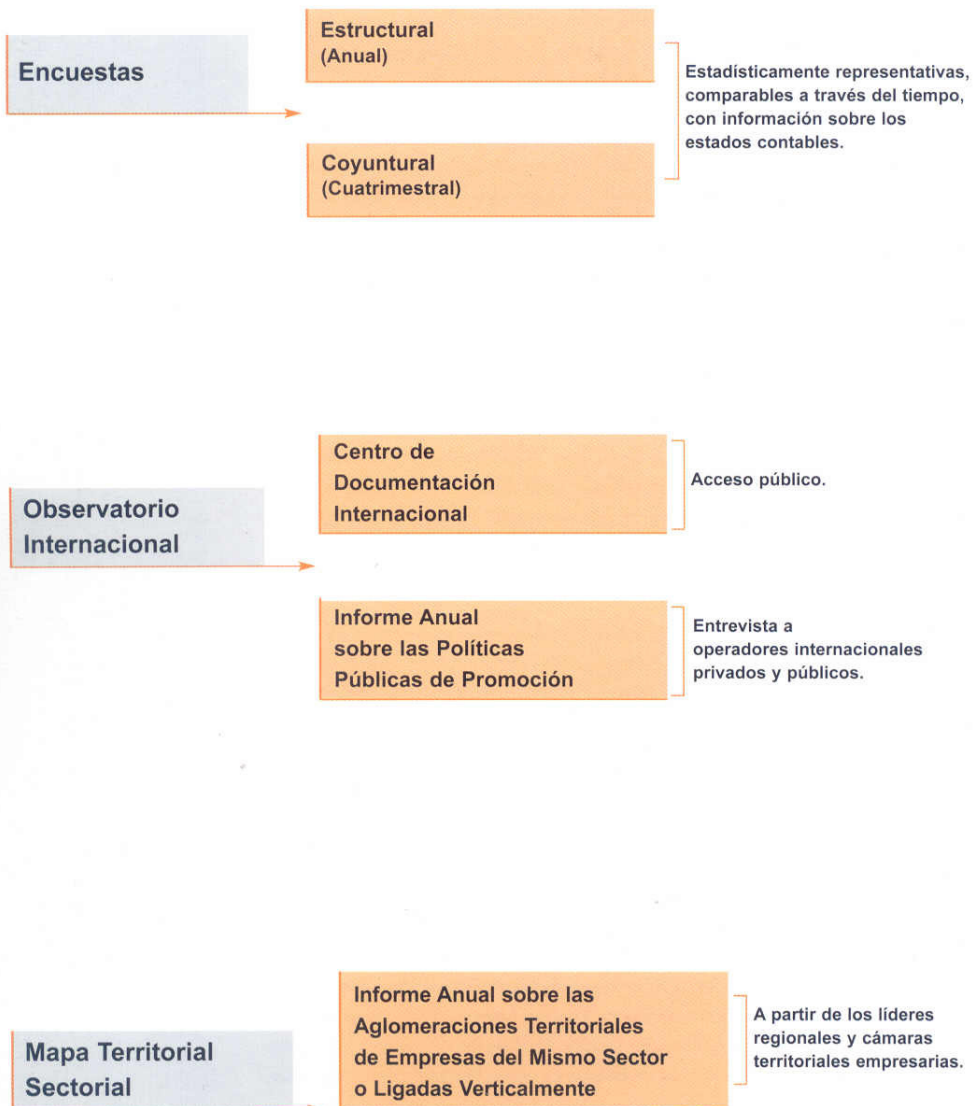 Encuestas
Estructural
(Anual)
Coyuntural
(Cuatrimestral)
Estadísticamente representativas,
comparables a través del tiempo,
con información sobre los
estados contables.
Observatorio
Internacional
Centro de
Documentación
Internacional
Acceso público.
Informe Anual
sobre las Políticas
Públicas de Promoción
Entrevista a
operadores internacionales
privados y públicos.
Mapa Territorial
Sectorial
Informe Anual sobre las
Aglomeraciones Territoriales
de Empresas del Mismo Sector
o Ligadas Verticalmente
A partir de los líderes
regionales y cámaras
territoriales empresarias.